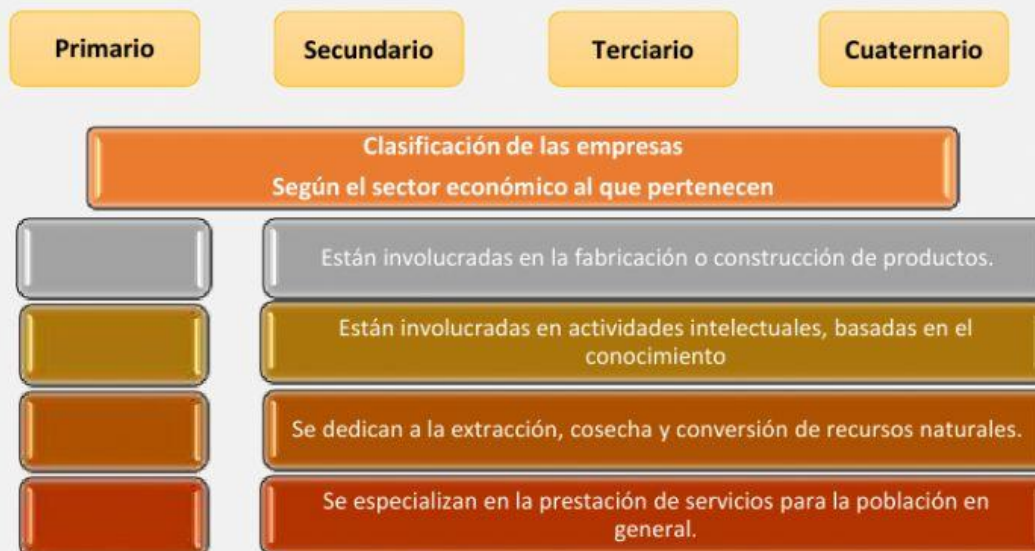 Primario
Secundario
Terciario
Cuaternario
Clasificación de las empresas
Según el sector económico al que pertenecen
Están involucradas en la fabricación o construcción de productos.
Están involucradas en actividades intelectuales, basadas en el
conocimiento
Se dedican a la extracción, cosecha y conversión de recursos naturales.
Se especializan en la prestación de servicios para la población en
general.